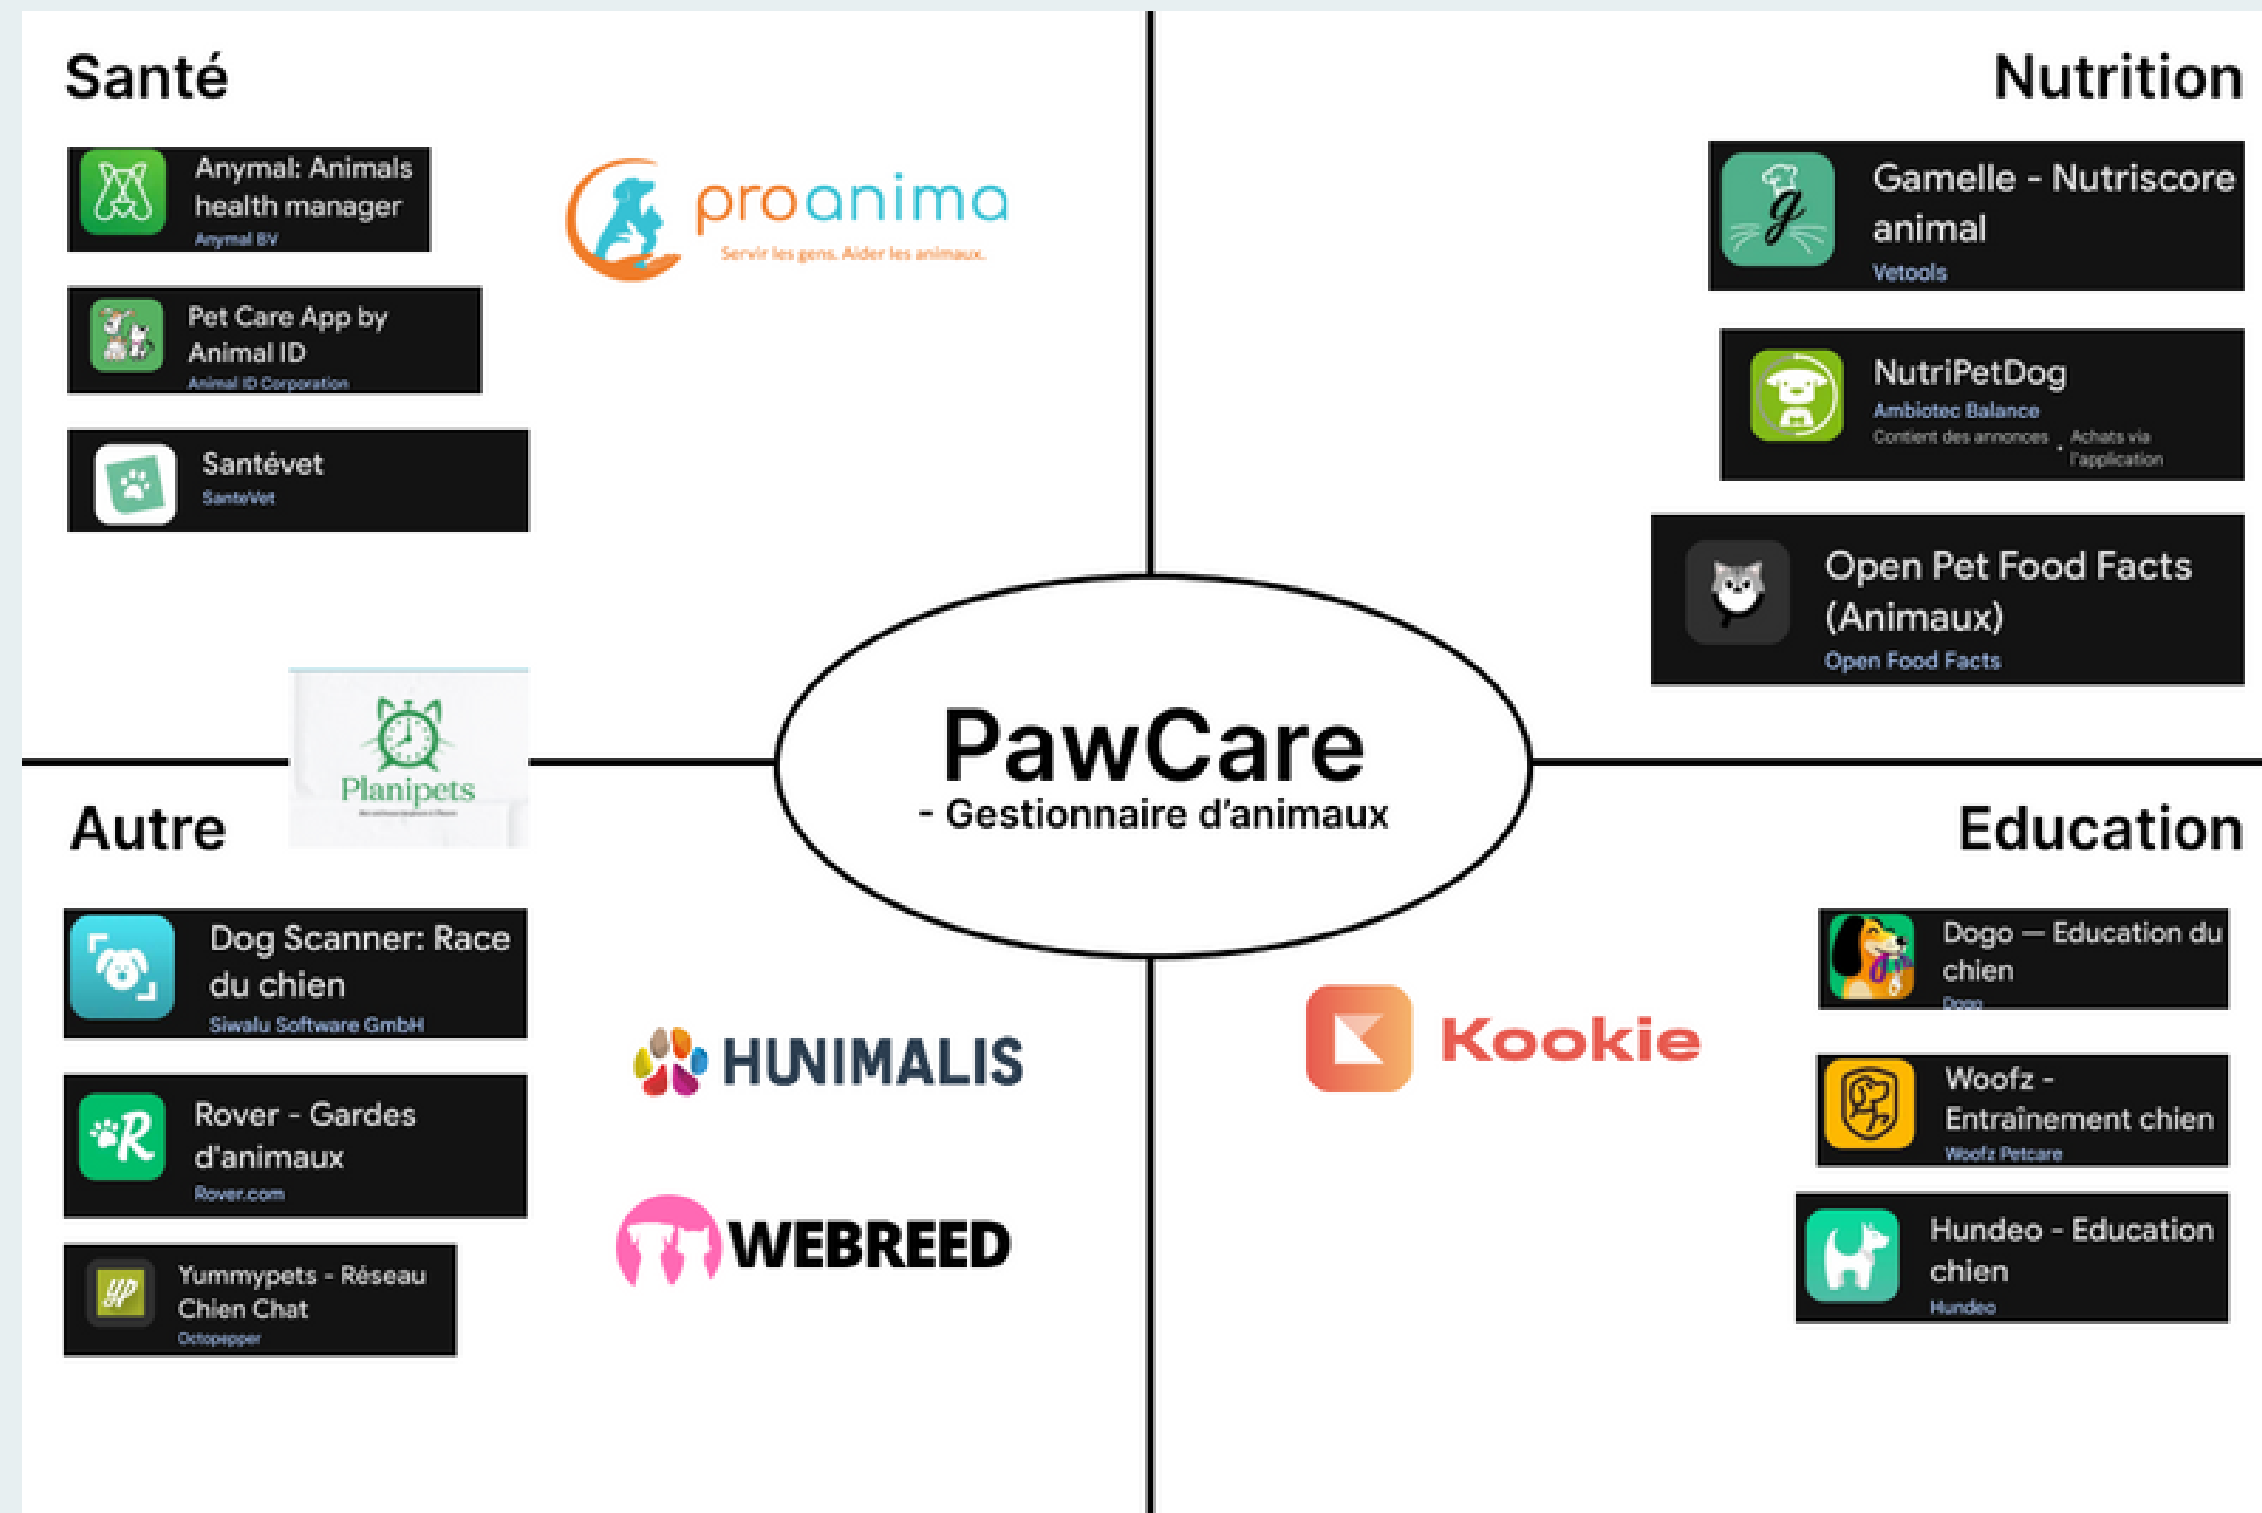 Santé
Anymal: Animals
health manager
Anymal BV
proanima
Servir les gens. Aider les animaux.
Pet Care App by
Animal ID
Animal ID Corporation
Santévet
SantéVet
Nutrition
Gamelle - Nutriscore
animal
Vetools
NutriPetDog
Ambiotec Balance
Contient des annonces · Achats via
l'application
Open Pet Food Facts
(Animaux)
Open Food Facts
PawCare
- Gestionnaire d'animaux
Planipets
Autre
Dog Scanner: Race
du chien
Siwalu Software GmbH
Rover - Gardes
d'animaux
Rover.com
Yummypets - Réseau
Chien Chat
Octopepper
HUNIMALIS
WEBREED
Education
Kookie
Dogo — Education du
chien
Dogo
Woofz -
Entraînement chien
Woofz Petcare
Hundeo - Education
chien
Hundeo